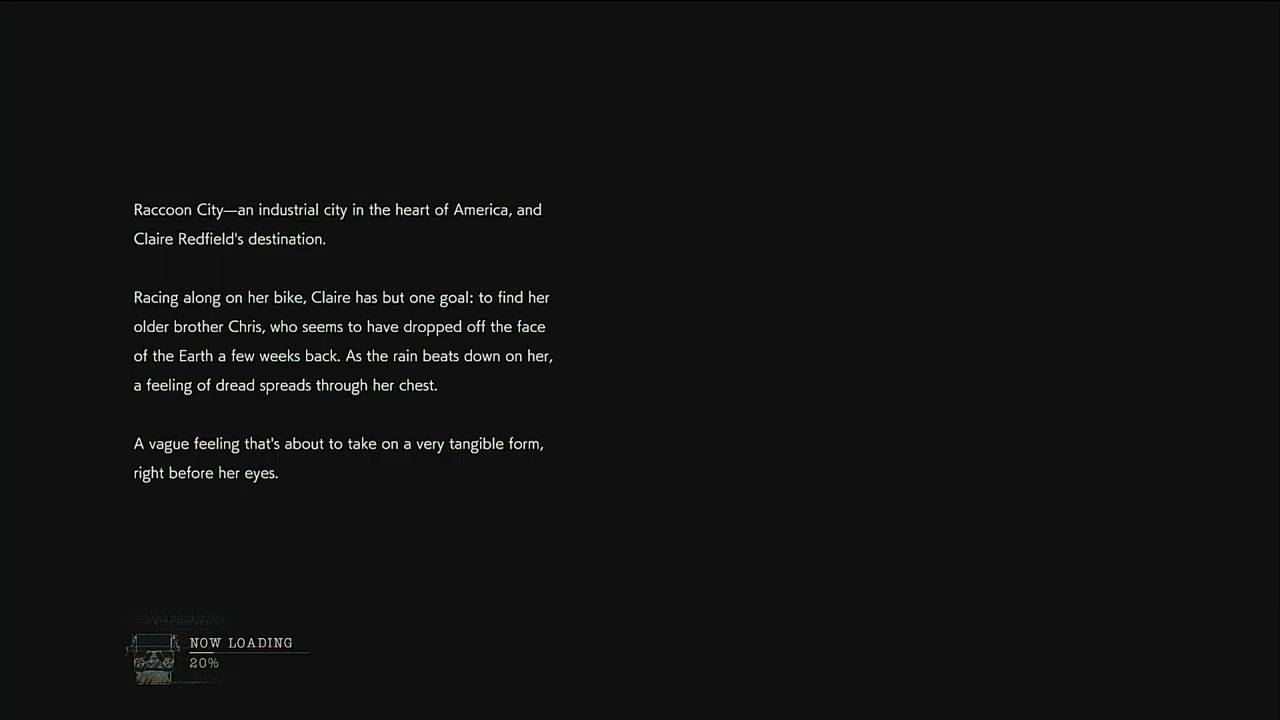 Raccoon City—an industrial city in the heart of America, and
Claire Redfield's destination.
Racing along on her bike, Claire has but one goal: to find her
older brother Chris, who seems to have dropped off the face
of the Earth a few weeks back. As the rain beats down on her,
a feeling of dread spreads through her chest.
A vague feeling that's about to take on a very tangible form,
right before her eyes.
NOW LOADING
20%